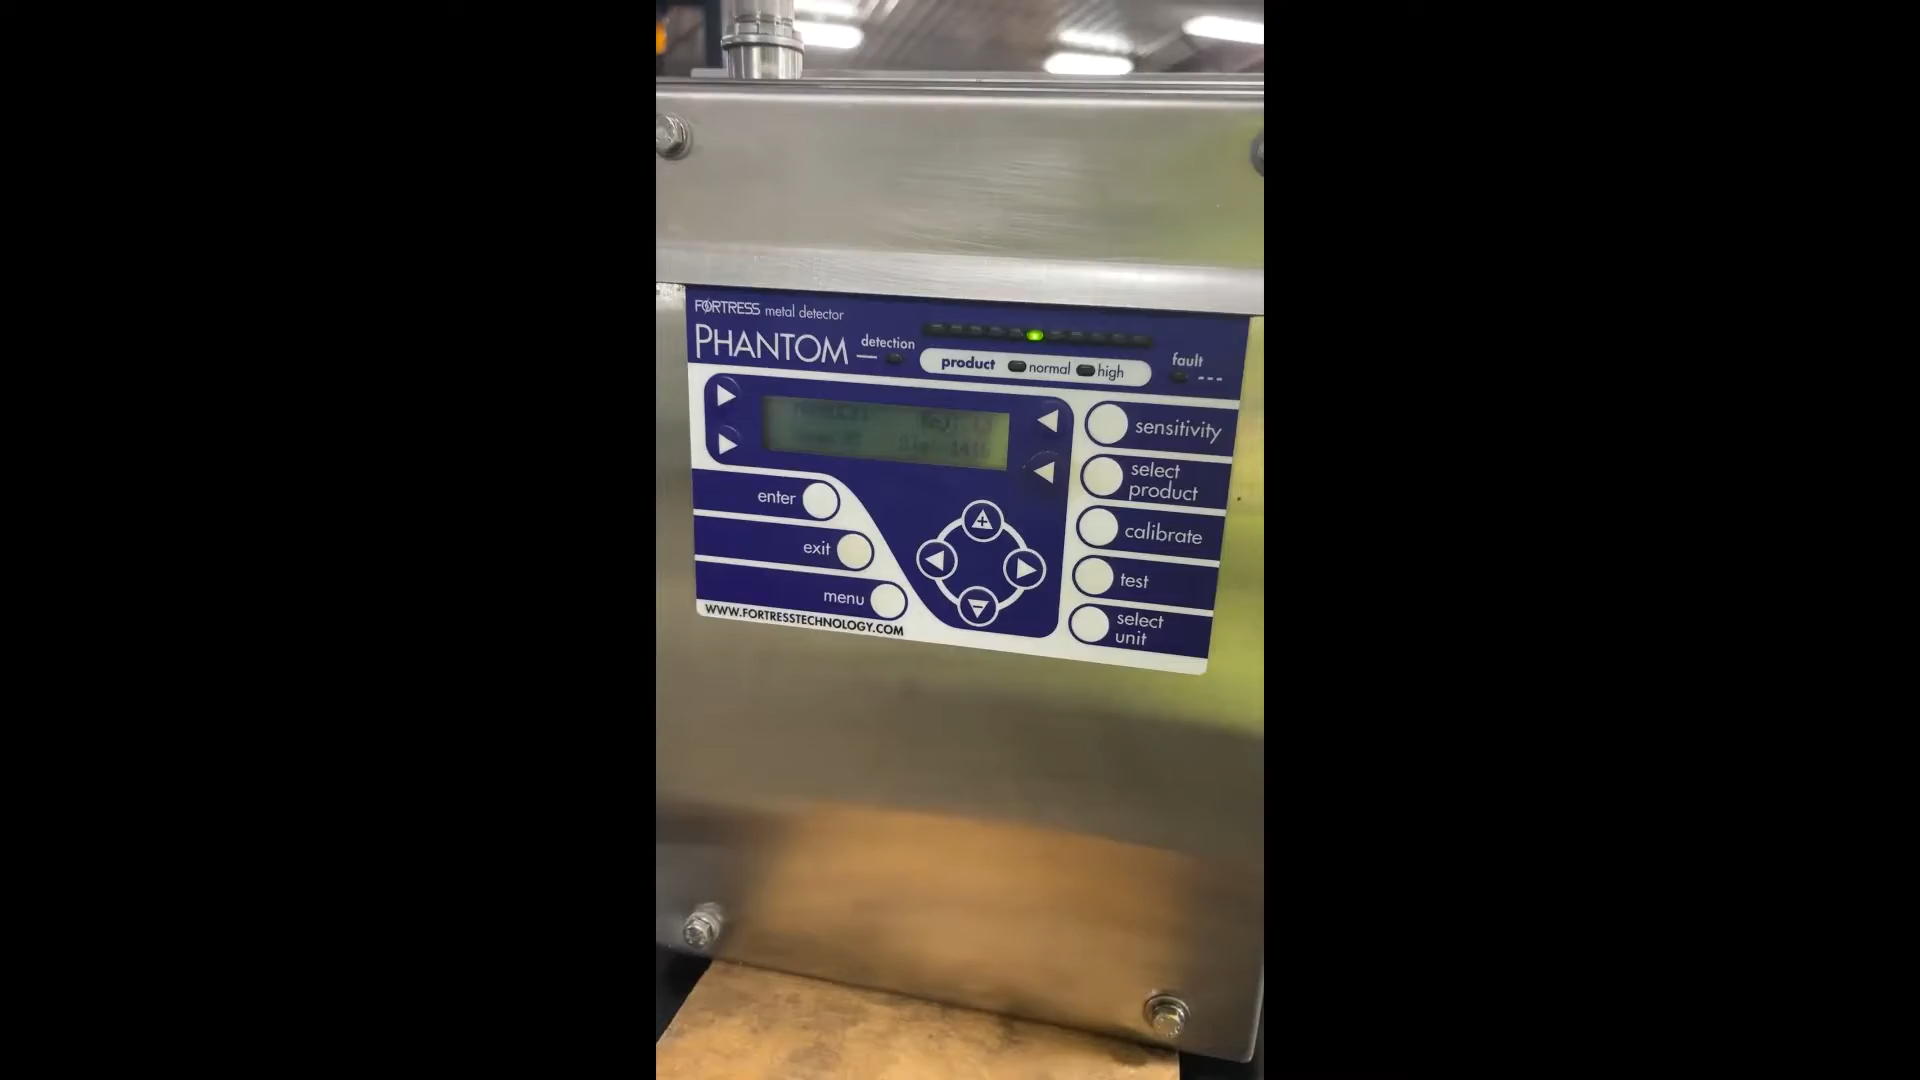 FORTRESS metal detector
PHANTOM
detection
product normal high
fault
sensitivity
select
product
calibrate
test
select
unit
enter
exit
menu
WWW.FORTRESSTECHNOLOGY.COM